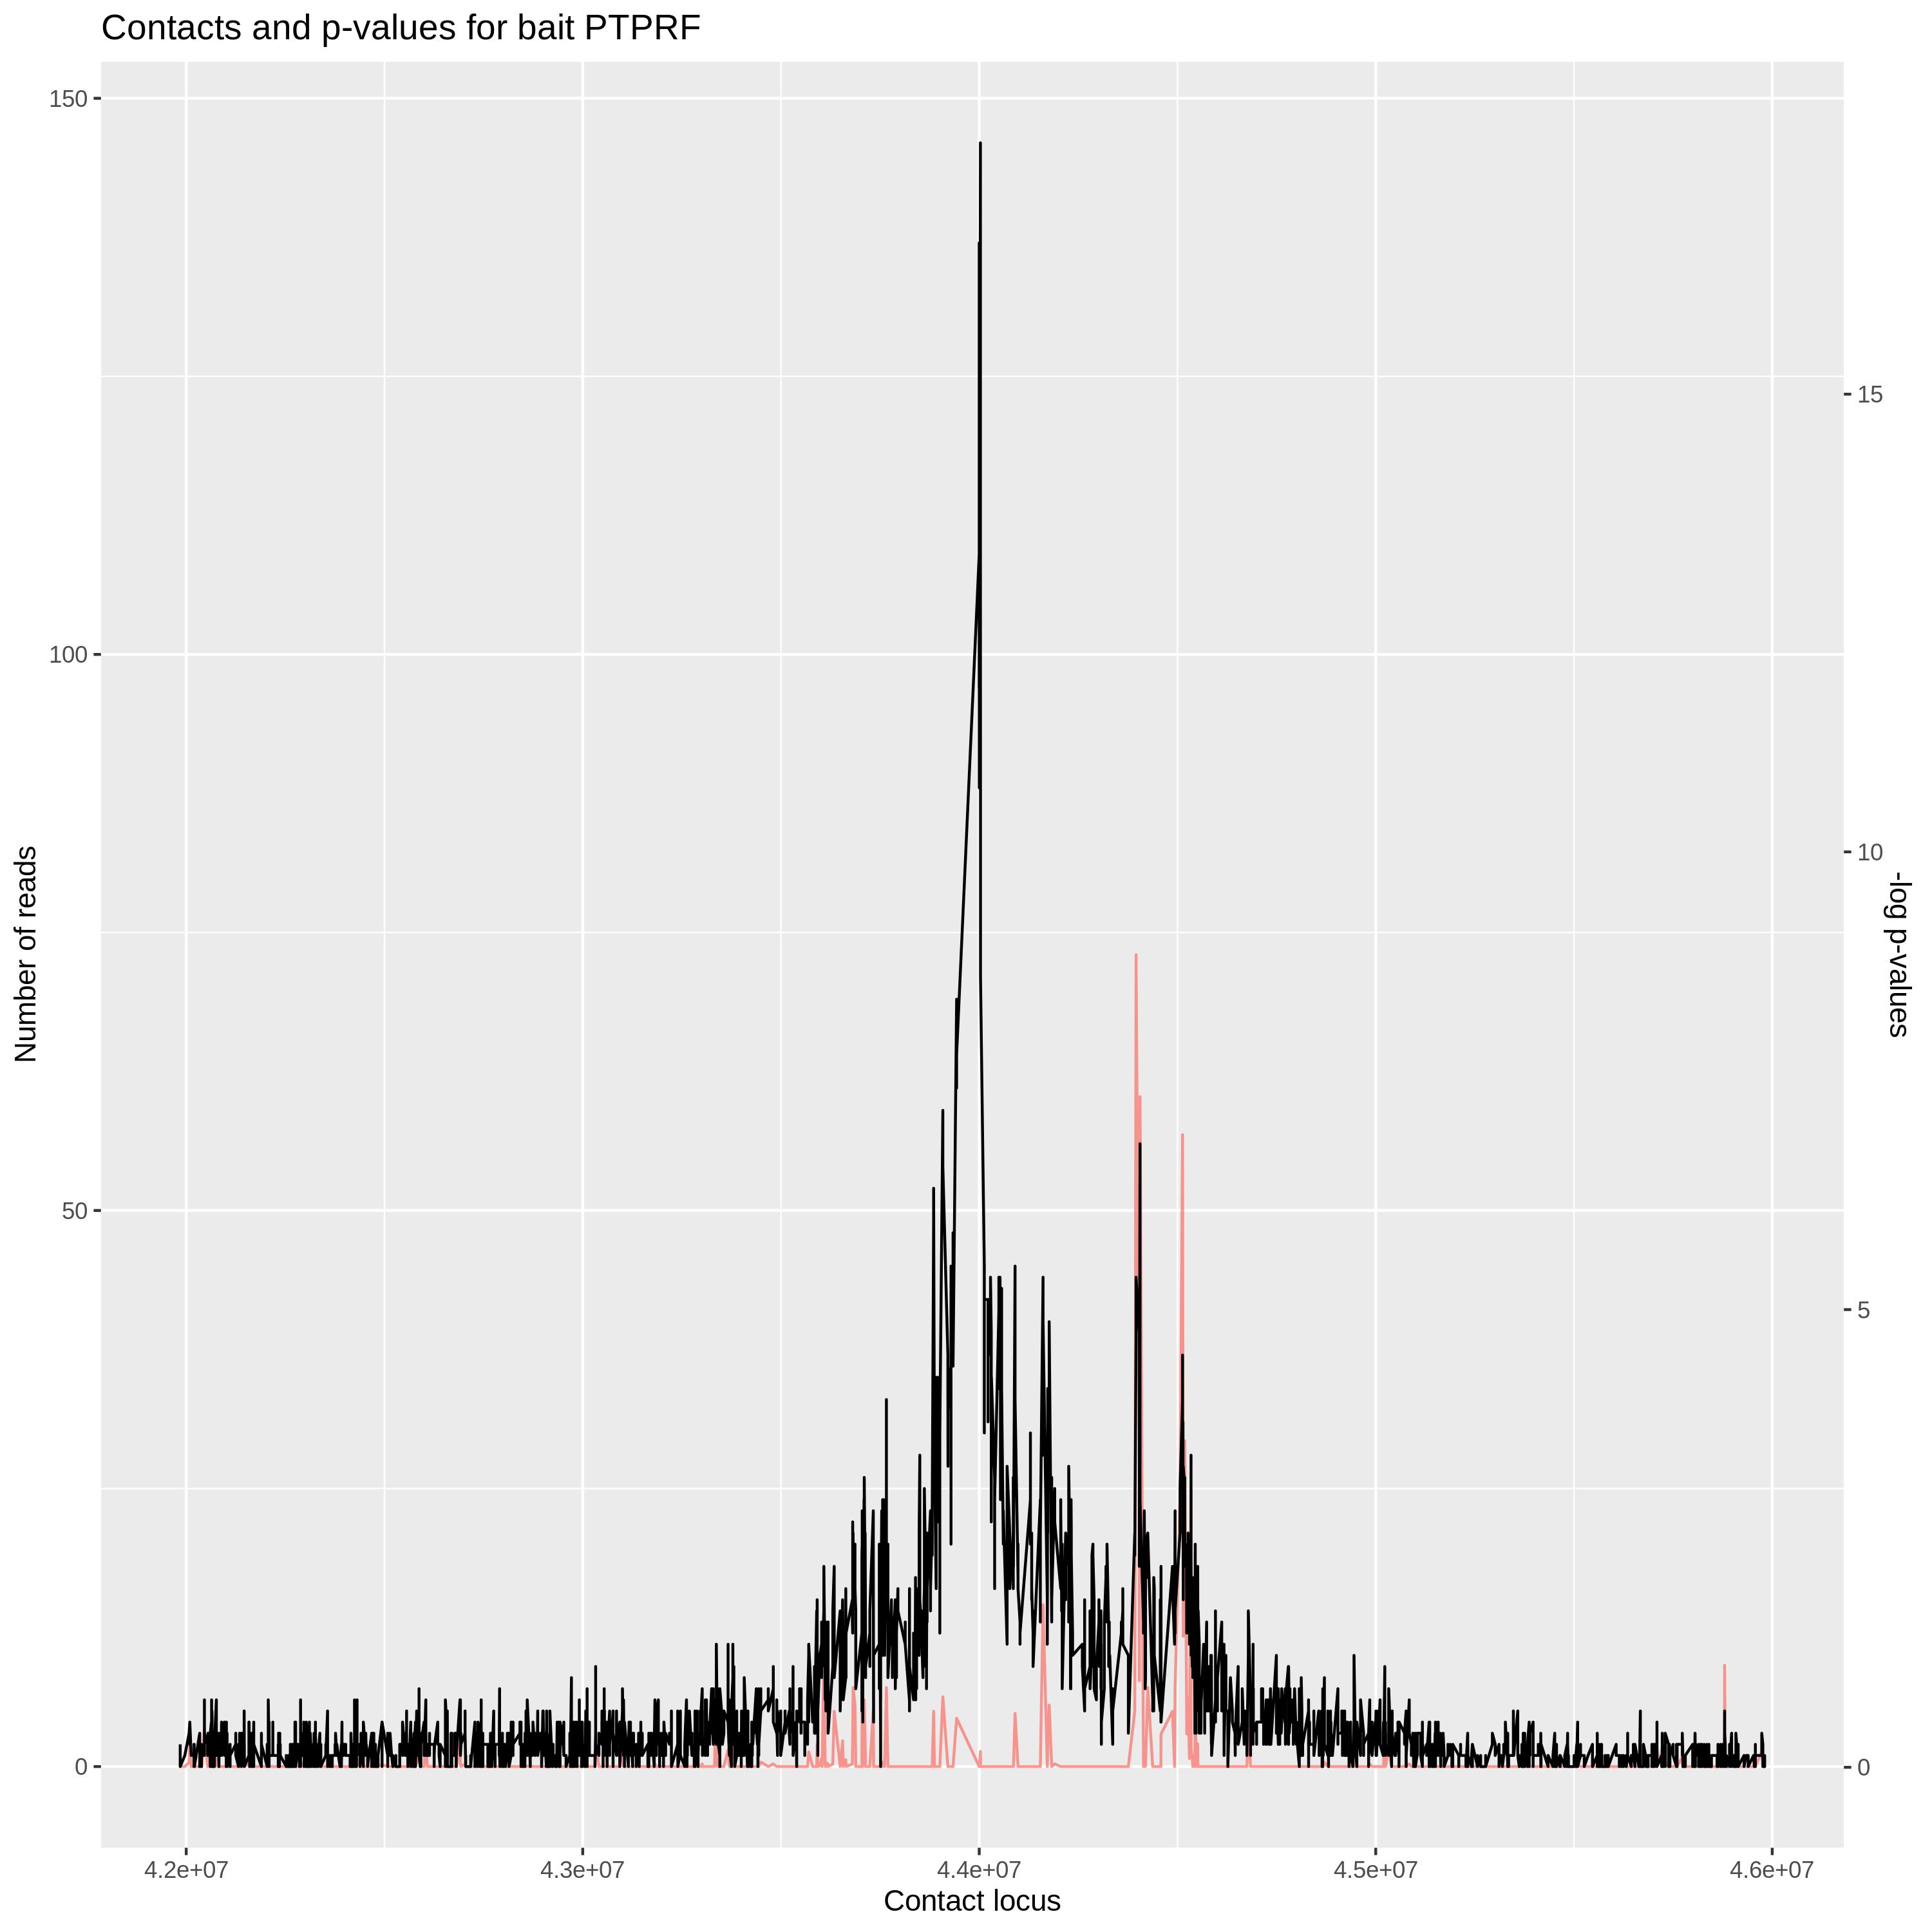 Contacts and p-values for bait PTPRF
150
100
50
0
Number of reads
15
10
5
0
-log p-values
4.2e+07
4.3e+07
4.4e+07
4.5e+07
4.6e+07
Contact locus